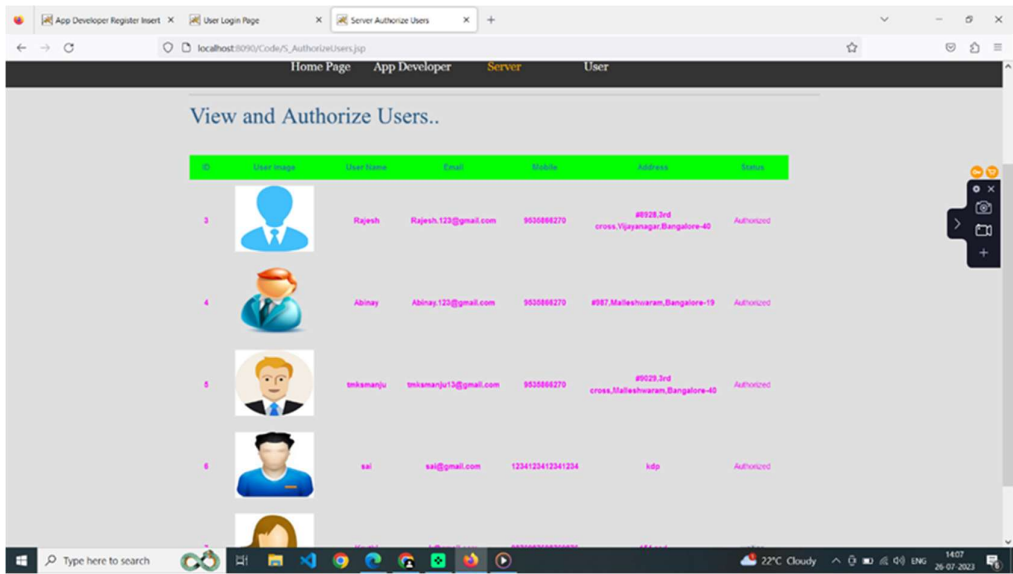 App Developer Register Insert
User Login Page
Server Authorize Users
localhost:8090/Code/S_AuthorizeUsers.jsp
Home Page App Developer Server User
View and Authorize Users..
ID User Image User Name Email Mobile Address Status
3 Rajesh Rajesh.123@gmail.com 9535866270 #8928,3rd cross,Vijayanagar,Bangalore-40 Authorized
4 Abinay Abinay.123@gmail.com 9535866270 #987,Malleshwaram,Bangalore-19 Authorized
5 tmksmanju tmksmanju13@gmail.com 9535866270 #9029,3rd cross,Malleshwaram,Bangalore-40 Authorized
6 sai sai@gmail.com 1234123412341234 kdp Authorized
Type here to search
22°C Cloudy
ENG
14:07
26-07-2023